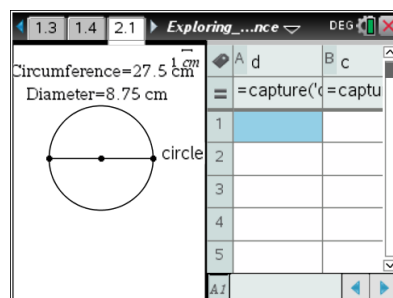 1.3 1.4 2.1 Exploring_...nce DEG
1 cm
Circumference=27.5 cm
Diameter=8.75 cm
circle
A d B c
= =capture('c =captu
1
2
3
4
5
A1